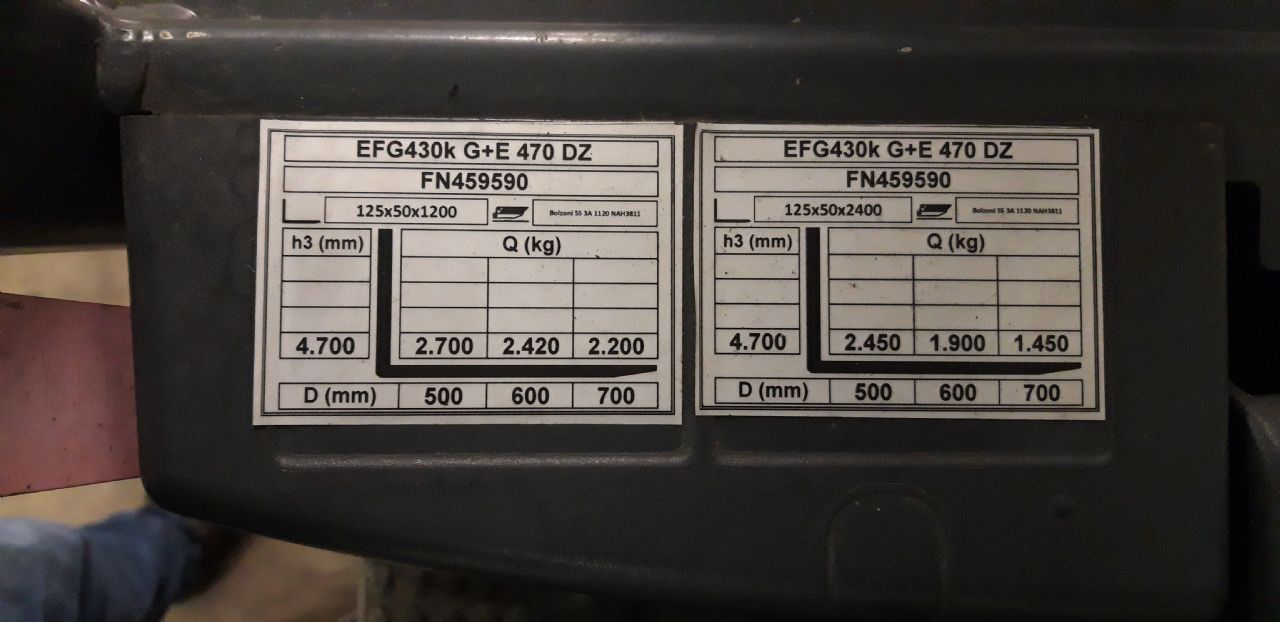 EFG430k G+E 470 DZ
FN459590
125x50x1200 Bolzoni SS 3A 1120 NAH3811
h3 (mm) Q (kg)
4.700 2.700 2.420 2.200
D (mm) 500 600 700
EFG430k G+E 470 DZ
FN459590
125x50x2400 Bolzoni SS 3A 1120 NAH3811
h3 (mm) Q (kg)
4.700 2.450 1.900 1.450
D (mm) 500 600 700